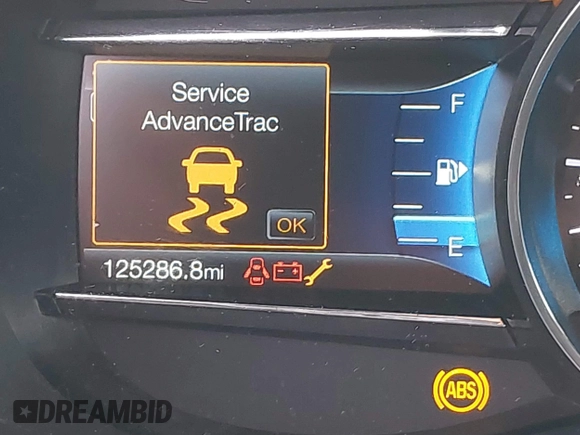 Service
AdvanceTrac
OK
F
E
125286.8mi
ABS
DREAMBID